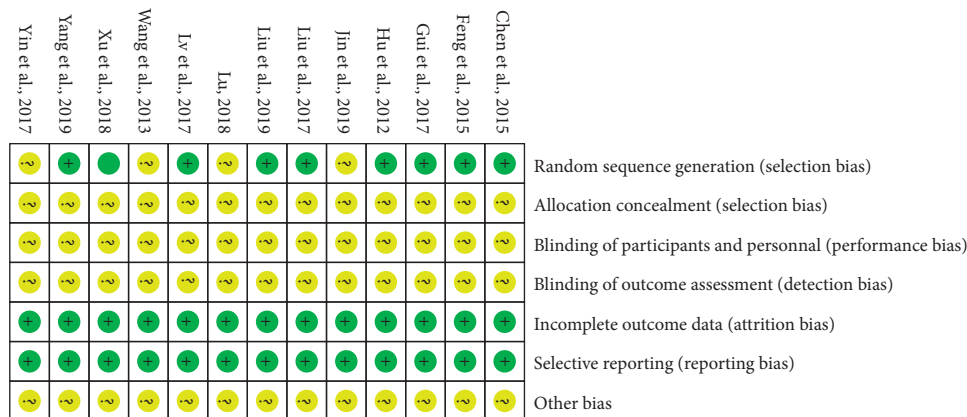 Yin et al., 2017
Yang et al., 2019
Xu et al., 2018
Wang et al., 2013
Lv et al., 2017
Lu, 2018
Liu et al., 2019
Liu et al., 2017
Jin et al., 2019
Hu et al., 2012
Gui et al., 2017
Feng et al., 2015
Chen et al., 2015
? + ? + ? + + ? + + + + Random sequence generation (selection bias)
? ? ? ? ? ? ? ? ? ? ? ? ? Allocation concealment (selection bias)
? ? ? ? ? ? ? ? ? ? ? ? ? Blinding of participants and personnal (performance bias)
? ? ? ? ? ? ? ? ? ? ? ? ? Blinding of outcome assessment (detection bias)
+ + + + + + + + + + + + + Incomplete outcome data (attrition bias)
+ + + + + + + + + + + + + Selective reporting (reporting bias)
? ? ? ? ? ? ? ? ? ? ? ? ? Other bias